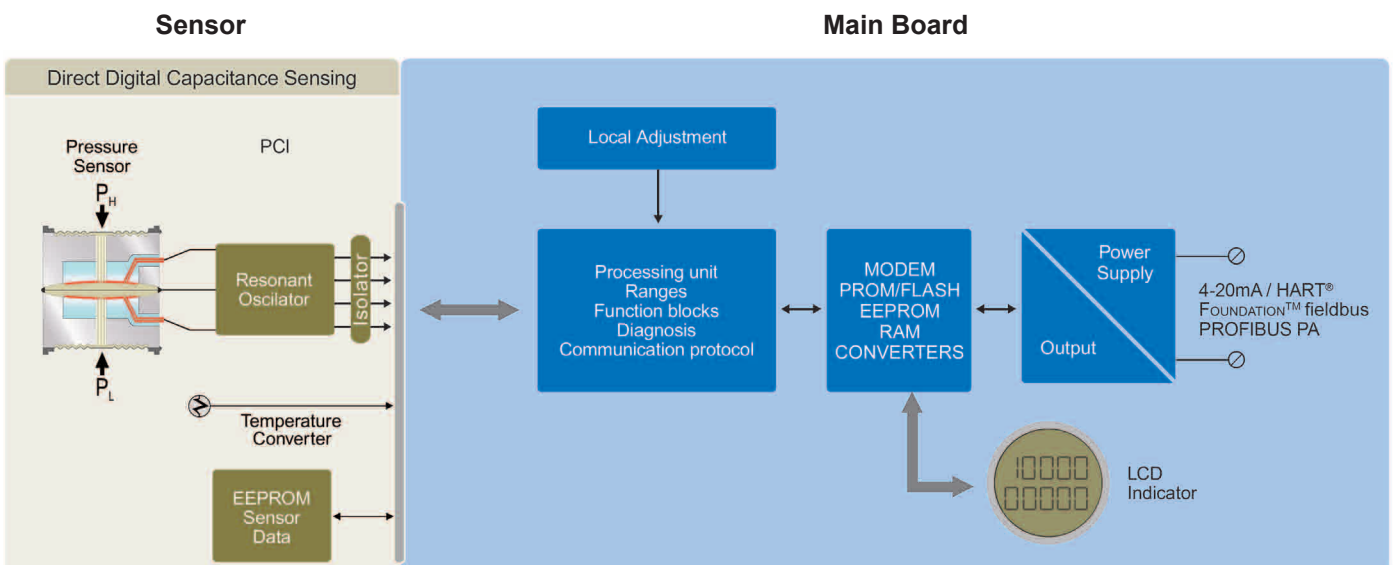 Sensor
Main Board
Direct Digital Capacitance Sensing
Pressure
Sensor
PCI
P_H
P_L
Resonant
Oscilator
Isolator
Temperature
Converter
EEPROM
Sensor
Data
Local Adjustment
Processing unit
Ranges
Function blocks
Diagnosis
Communication protocol
MODEM
PROM/FLASH
EEPROM
RAM
CONVERTERS
Power
Supply
Output
4-20mA / HART®
FOUNDATION™ fieldbus
PROFIBUS PA
10000
00000
LCD
Indicator